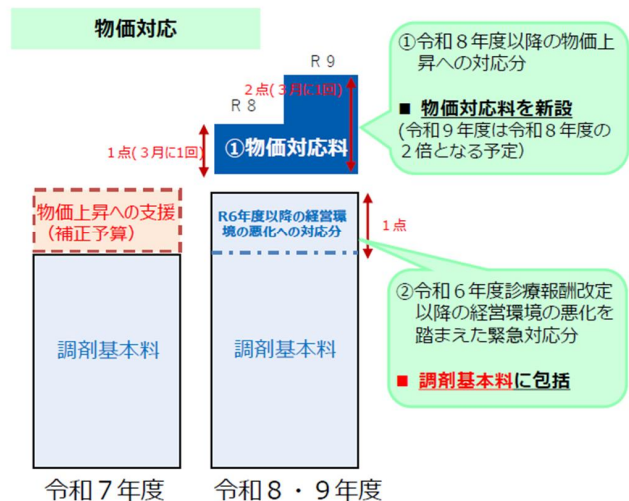 物価対応
R 9
R 8
2点(3月に1回)
1点(3月に1回)
①物価対応料
①令和8年度以降の物価上
昇への対応分
■ 物価対応料を新設
(令和9年度は令和8年度の
2倍となる予定)
物価上昇への支援
(補正予算)
R6年度以降の経営環
境の悪化への対応分
1点
調剤基本料
調剤基本料
②令和6年度診療報酬改定
以降の経営環境の悪化を
踏まえた緊急対応分
■ 調剤基本料に包括
令和7年度
令和8・9年度